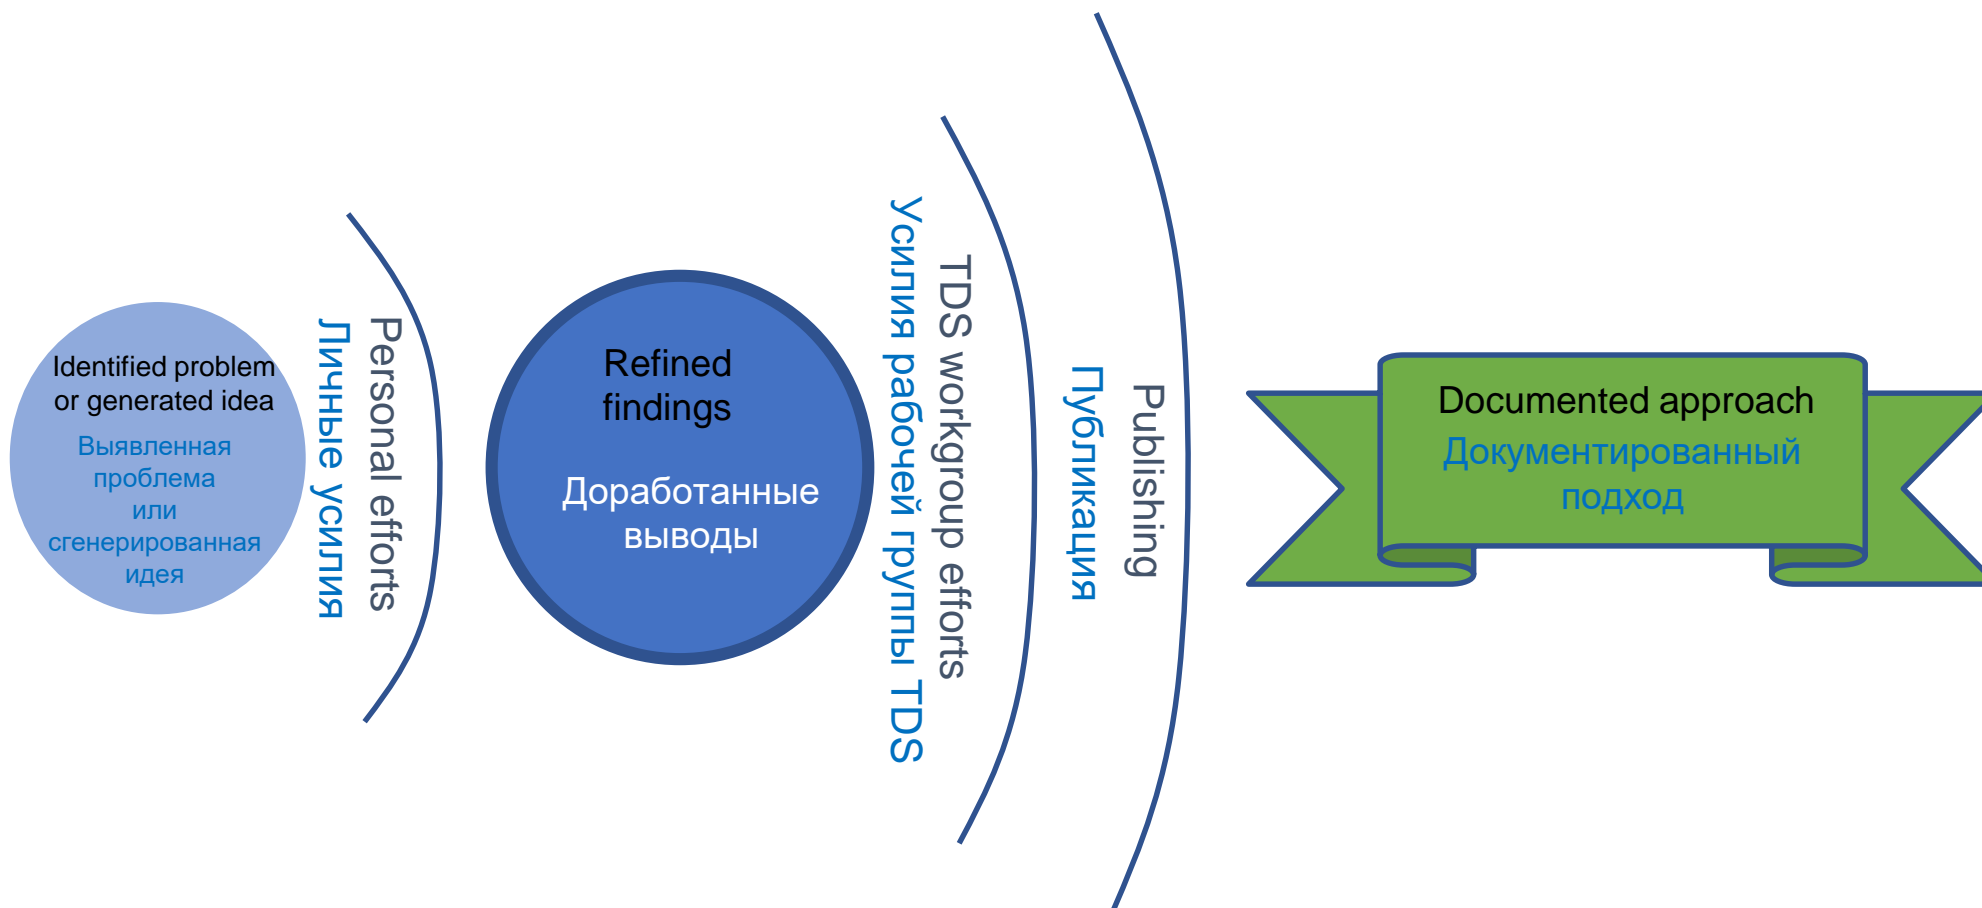 Identified problem
or generated idea
Выявленная
проблема
или
сгенерированная
идея
Personal efforts
Личные усилия
Refined
findings
Доработанные
выводы
TDS workgroup efforts
Усилия рабочей группы TDS
Publishing
Публикация
Documented approach
Документированный
подход